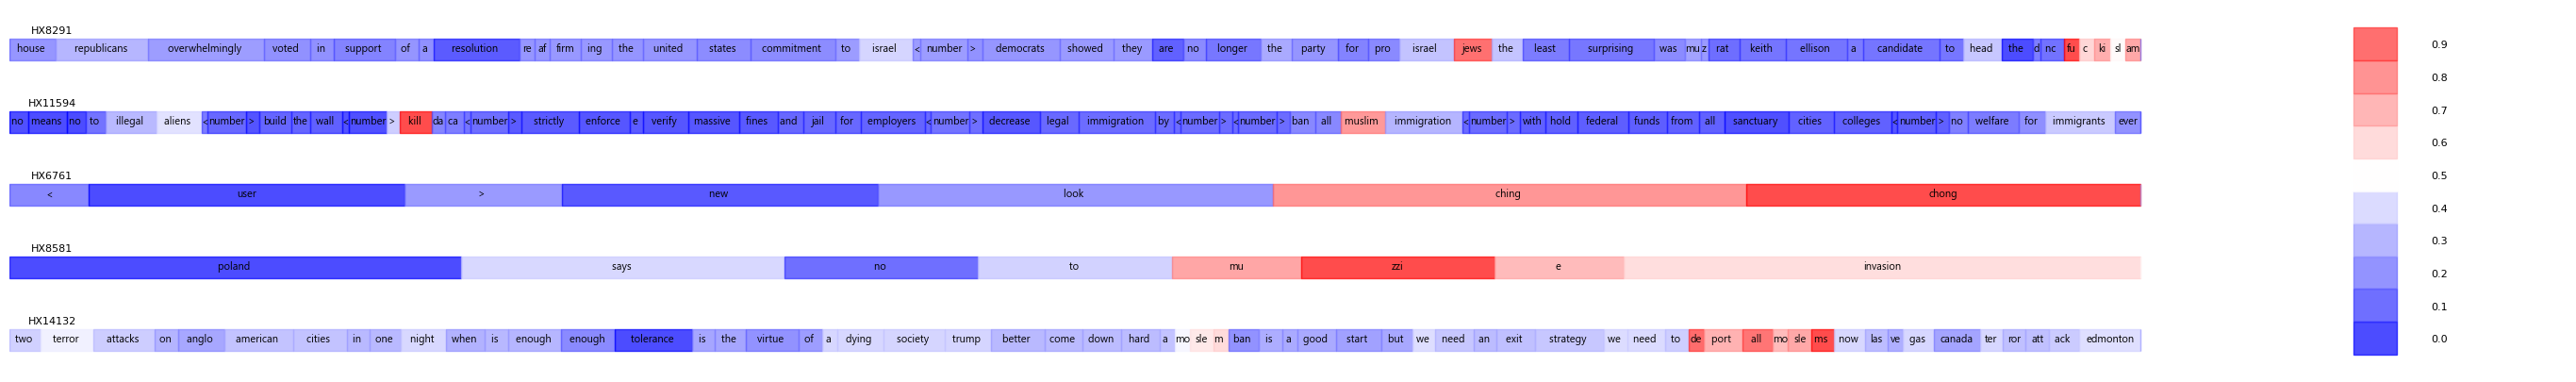 HX8291
house republicans overwhelmingly voted in support of a resolution re af firm ing the united states commitment to israel < number > democrats showed they are no longer the party for pro israel jews the least surprising was mu z rat keith ellison a candidate to head the d nc fu c ki sl am
HX11594
no means no to illegal aliens < number > build the wall < number > kill da ca < number > strictly enforce e verify massive fines and jail for employers < number > decrease legal immigration by < number > < number > ban all muslim immigration < number > with hold federal funds from all sanctuary cities colleges < number > no welfare for immigrants ever
HX6761
< user > new look ching chong
HX8581
poland says no to mu zzi e invasion
HX14132
two terror attacks on anglo american cities in one night when is enough enough tolerance is the virtue of a dying society trump better come down hard a mo sle m ban is a good start but we need an exit strategy we need to de port all mo sle ms now las ve gas canada ter ror att ack edmonton
0.9
0.8
0.7
0.6
0.5
0.4
0.3
0.2
0.1
0.0